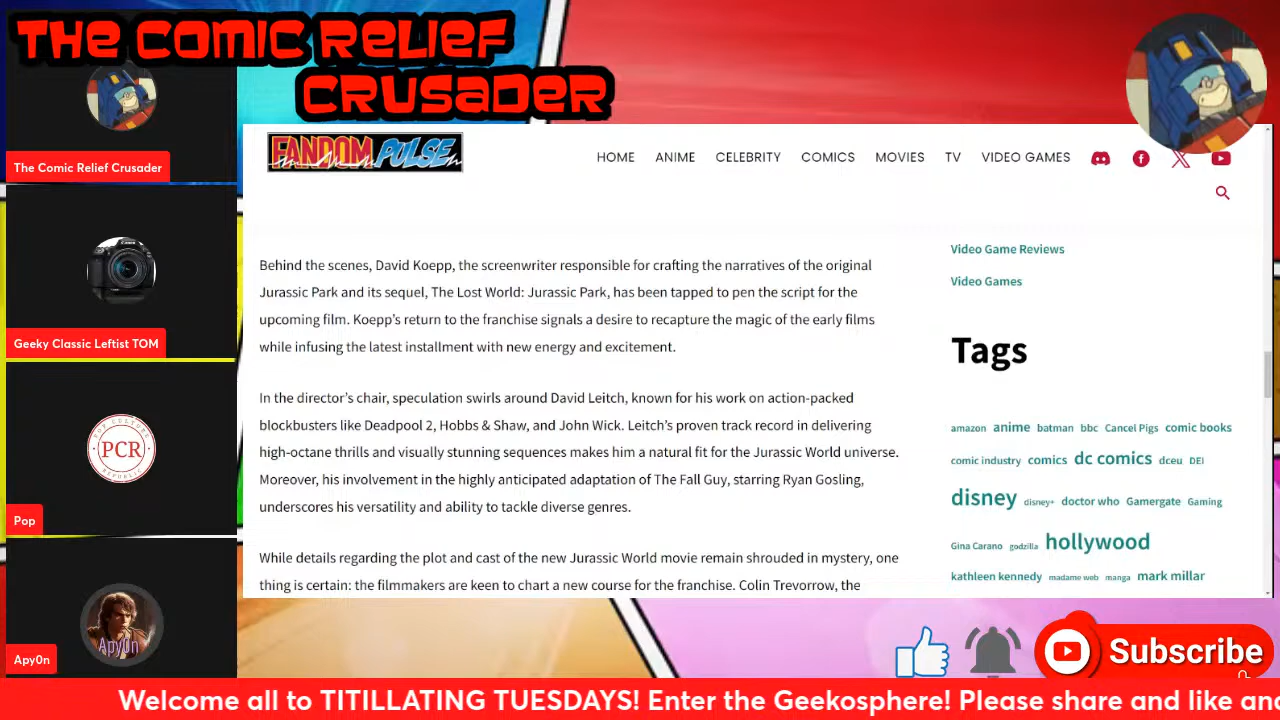 THE COMIC RELIEF
CRUSADER
The Comic Relief Crusader
Geeky Classic Leftist TOM
POP CULTURE
PCR
REPUBLIC
Pop
Apy0n
Apy0n
FANDOM PULSE
HOME ANIME CELEBRITY COMICS MOVIES TV VIDEO GAMES
Behind the scenes, David Koepp, the screenwriter responsible for crafting the narratives of the original
Jurassic Park and its sequel, The Lost World: Jurassic Park, has been tapped to pen the script for the
upcoming film. Koepp’s return to the franchise signals a desire to recapture the magic of the early films
while infusing the latest installment with new energy and excitement.
In the director’s chair, speculation swirls around David Leitch, known for his work on action-packed
blockbusters like Deadpool 2, Hobbs & Shaw, and John Wick. Leitch’s proven track record in delivering
high-octane thrills and visually stunning sequences makes him a natural fit for the Jurassic World universe.
Moreover, his involvement in the highly anticipated adaptation of The Fall Guy, starring Ryan Gosling,
underscores his versatility and ability to tackle diverse genres.
While details regarding the plot and cast of the new Jurassic World movie remain shrouded in mystery, one
thing is certain: the filmmakers are keen to chart a new course for the franchise. Colin Trevorrow, the
Video Game Reviews
Video Games
Tags
amazon anime batman bbc Cancel Pigs comic books
comic industry comics dc comics dceu DEI
disney disney+ doctor who Gamergate Gaming
Gina Carano godzilla hollywood
kathleen kennedy madame web manga mark millar
Subscribe
Welcome all to TITILLATING TUESDAYS! Enter the Geekosphere! Please share and like and